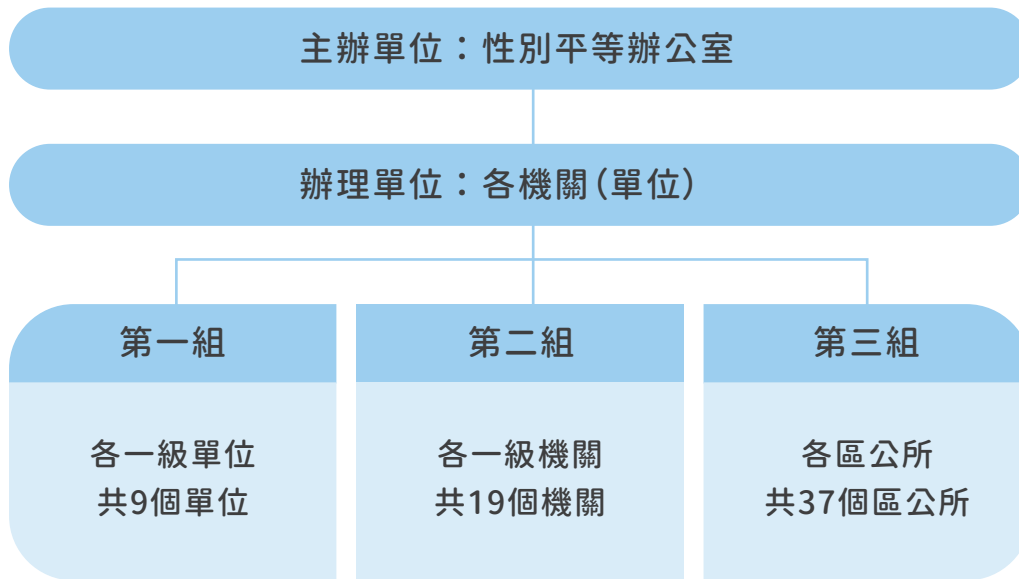 主辦單位：性別平等辦公室
辦理單位：各機關(單位)
第一組
各一級單位
共9個單位
第二組
各一級機關
共19個機關
第三組
各區公所
共37個區公所